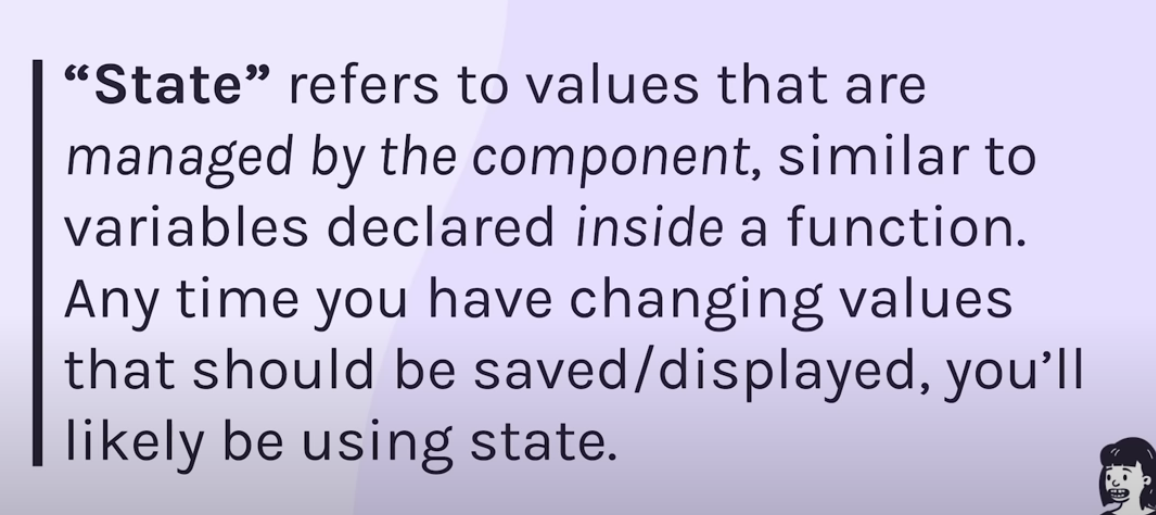 “State” refers to values that are
managed by the component, similar to
variables declared inside a function.
Any time you have changing values
that should be saved/displayed, you’ll
likely be using state.